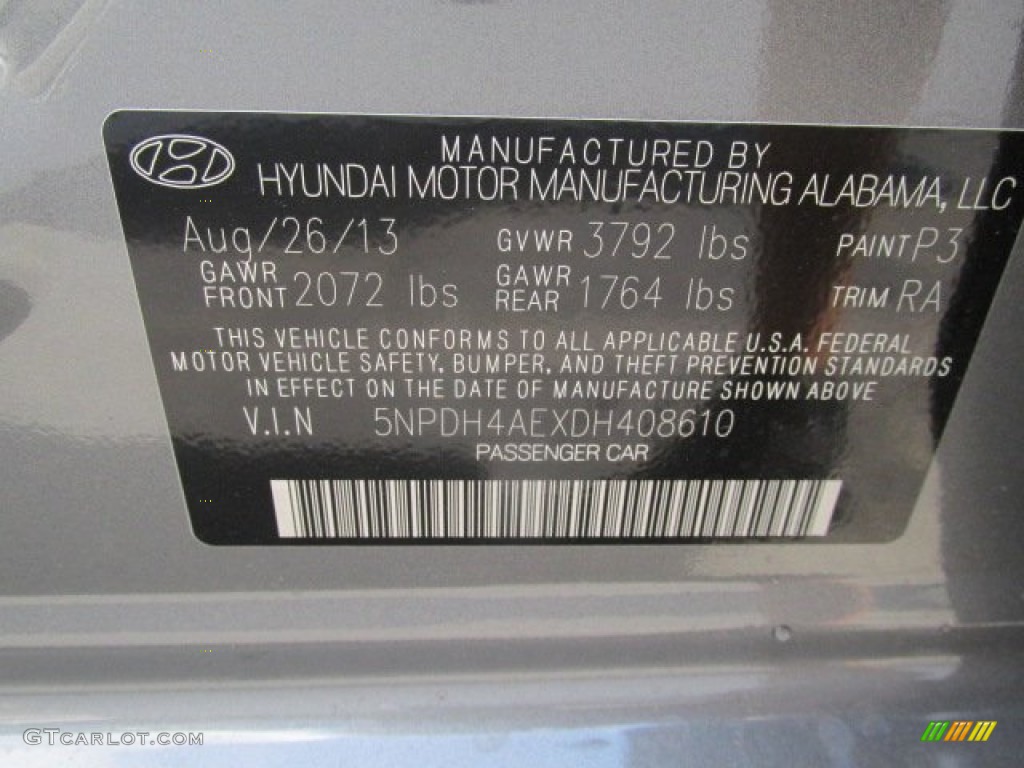 MANUFACTURED BY
HYUNDAI MOTOR MANUFACTURING ALABAMA, LLC
Aug/26/13 GVWR 3792 lbs PAINT P3
GAWR FRONT 2072 lbs GAWR REAR 1764 lbs TRIM RA
THIS VEHICLE CONFORMS TO ALL APPLICABLE U.S.A. FEDERAL
MOTOR VEHICLE SAFETY, BUMPER, AND THEFT PREVENTION STANDARDS
IN EFFECT ON THE DATE OF MANUFACTURE SHOWN ABOVE
V.I.N 5NPDH4AEXDH408610
PASSENGER CAR
GTCARLOT.COM